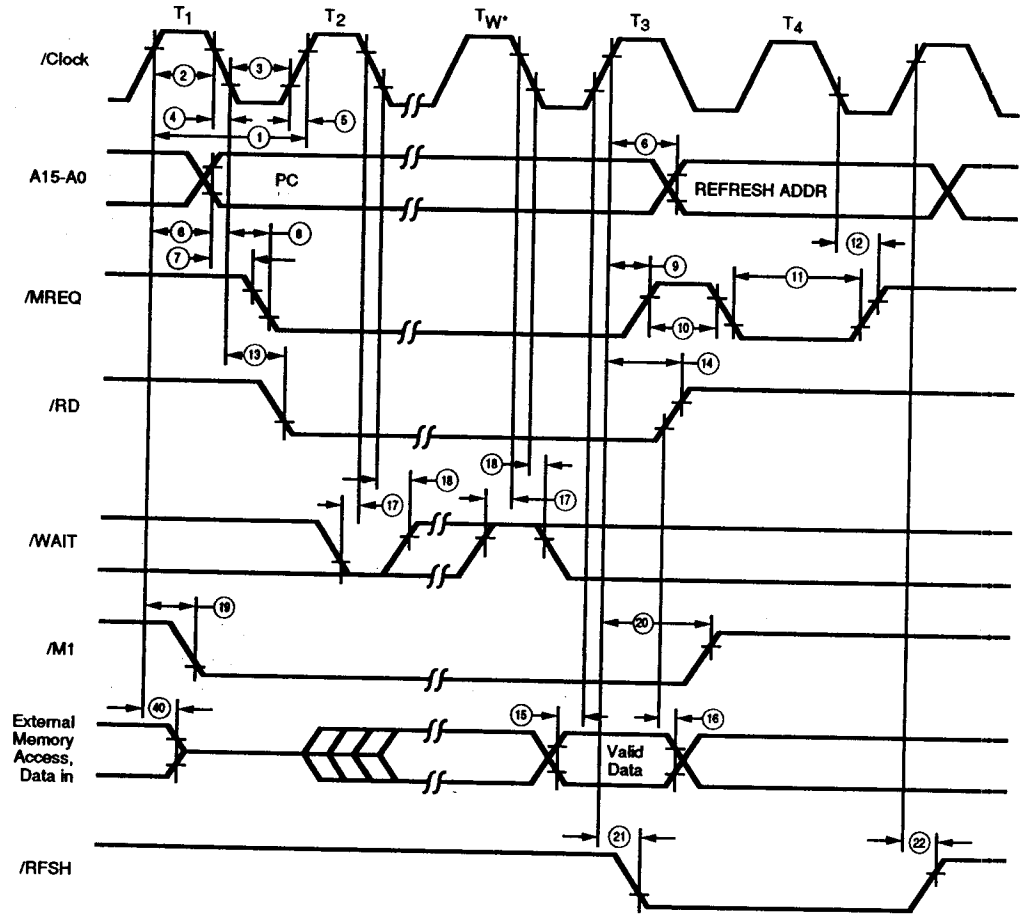 T1 T2 TW* T3 T4
/Clock
2 3
4 5
1
A15-A0 PC 6 REFRESH ADDR
6 8 12
7 9 11
/MREQ
10
13 14
/RD
18 18
17 17
/WAIT
19 20
/M1
40 15 16
External
Memory
Access,
Data in
Valid
Data
21 22
/RFSH